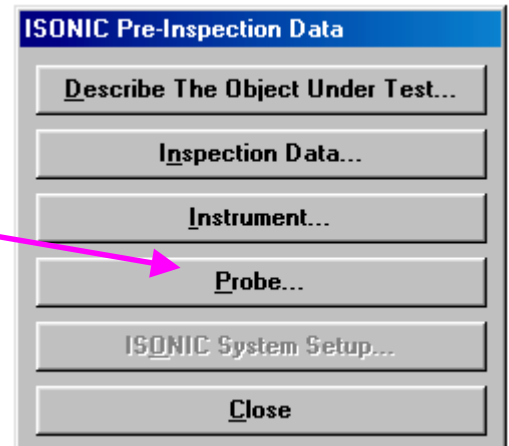 ISONIC Pre-Inspection Data
Describe The Object Under Test...
Inspection Data...
Instrument...
Probe...
ISONIC System Setup...
Close